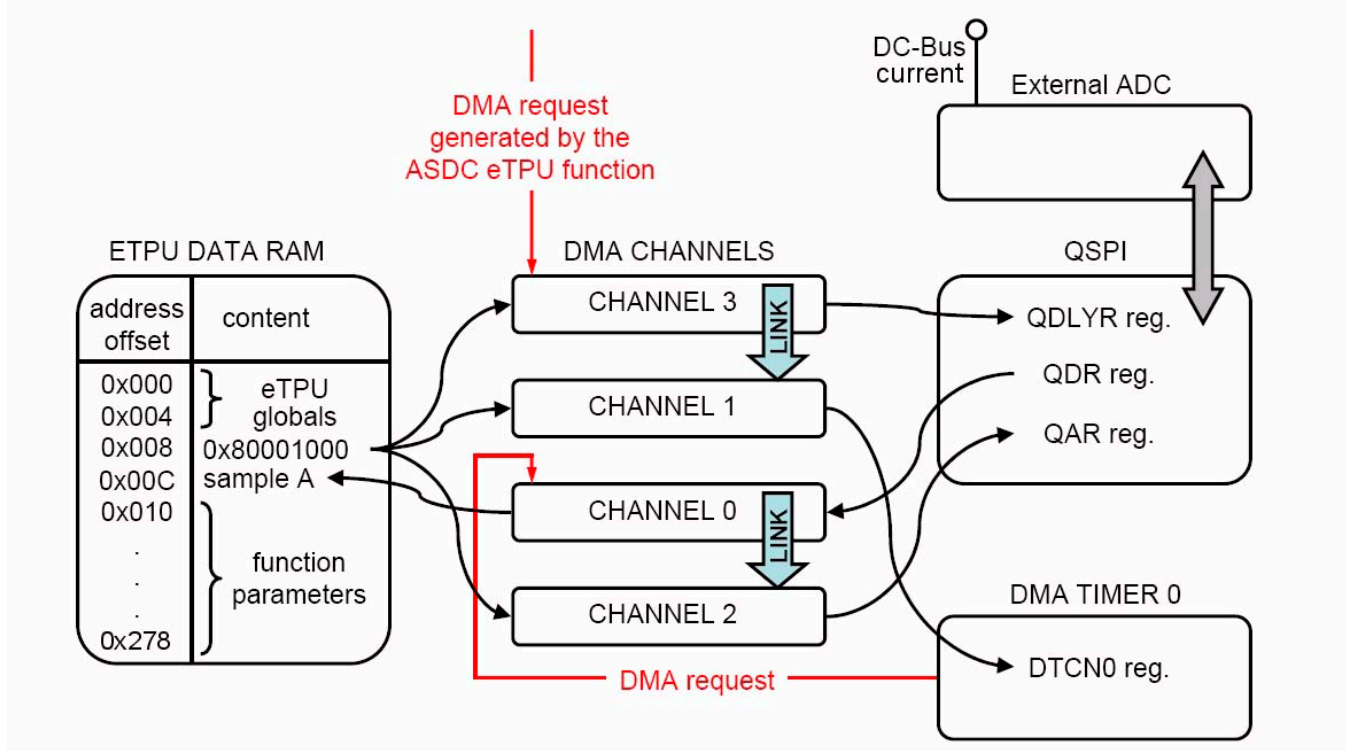 DC-Bus
current
External ADC
DMA request
generated by the
ASDC eTPU function
ETPU DATA RAM
DMA CHANNELS
QSPI
address
offset
content
CHANNEL 3
LINK
QDLYR reg.
0x000
0x004
eTPU
globals
CHANNEL 1
QDR reg.
0x008
0x80001000
QAR reg.
0x00C
sample A
0x010
CHANNEL 0
LINK
.
.
.
function
parameters
CHANNEL 2
DMA TIMER 0
0x278
DMA request
DTCN0 reg.